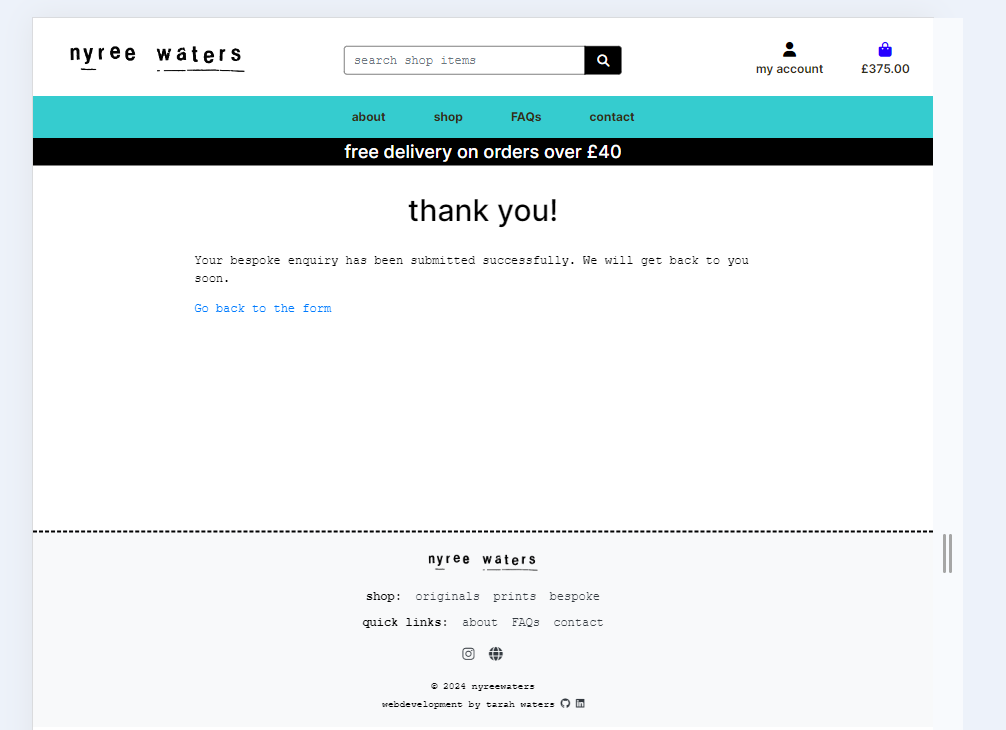 nyree waters
search shop items
my account
£375.00
about shop FAQs contact
free delivery on orders over £40
thank you!
Your bespoke enquiry has been submitted successfully. We will get back to you
soon.
Go back to the form
nyree waters
shop: originals prints bespoke
quick links: about FAQs contact
© 2024 nyreewaters
webdevelopment by tarah waters